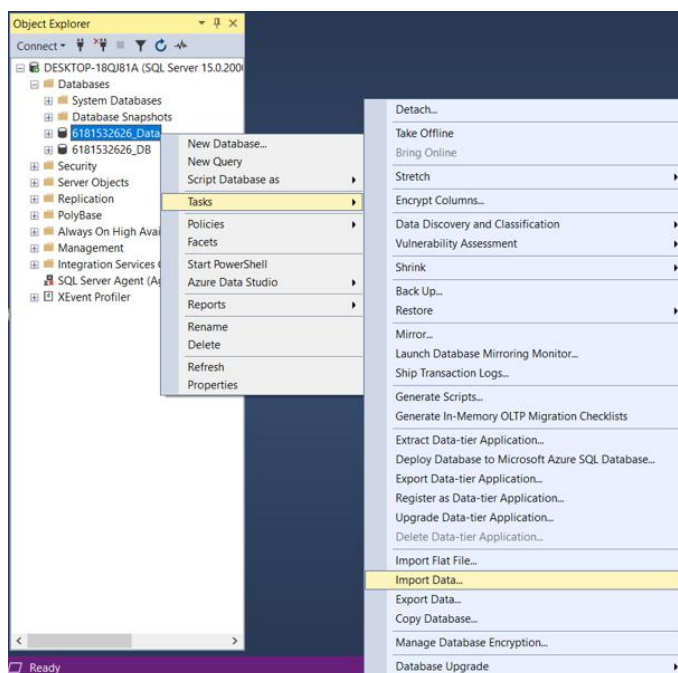 Object Explorer
Connect
DESKTOP-18QJ81A (SQL Server 15.0.200
Databases
System Databases
Database Snapshots
6181532626_Data
6181532626_DB
Security
Server Objects
Replication
PolyBase
Always On High Avai
Management
Integration Services
SQL Server Agent (A
XEvent Profiler
Ready
New Database...
New Query
Script Database as
Tasks
Policies
Facets
Start PowerShell
Azure Data Studio
Reports
Rename
Delete
Refresh
Properties
Detach...
Take Offline
Bring Online
Stretch
Encrypt Columns...
Data Discovery and Classification
Vulnerability Assessment
Shrink
Back Up...
Restore
Mirror...
Launch Database Mirroring Monitor...
Ship Transaction Logs...
Generate Scripts...
Generate In-Memory OLTP Migration Checklists
Extract Data-tier Application...
Deploy Database to Microsoft Azure SQL Database...
Export Data-tier Application...
Register as Data-tier Application...
Upgrade Data-tier Application...
Delete Data-tier Application...
Import Flat File...
Import Data...
Export Data...
Copy Database...
Manage Database Encryption...
Database Upgrade